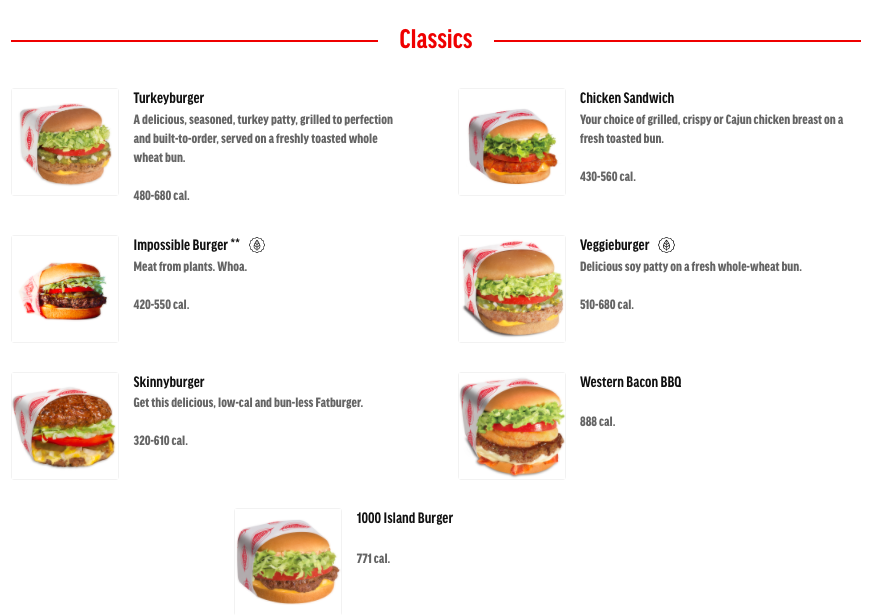 Classics
Turkeyburger
A delicious, seasoned, turkey patty, grilled to perfection
and built-to-order, served on a freshly toasted whole
wheat bun.
480-680 cal.
Chicken Sandwich
Your choice of grilled, crispy or Cajun chicken breast on a
fresh toasted bun.
430-560 cal.
Impossible Burger **
Meat from plants. Whoa.
420-550 cal.
Veggieburger
Delicious soy patty on a fresh whole-wheat bun.
510-680 cal.
Skinnyburger
Get this delicious, low-cal and bun-less Fatburger.
320-610 cal.
Western Bacon BBQ
888 cal.
1000 Island Burger
771 cal.